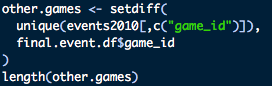 other.games <- setdiff(
  unique(events2010[,c("game_id")]),
  final.event.df$game_id
)
length(other.games)